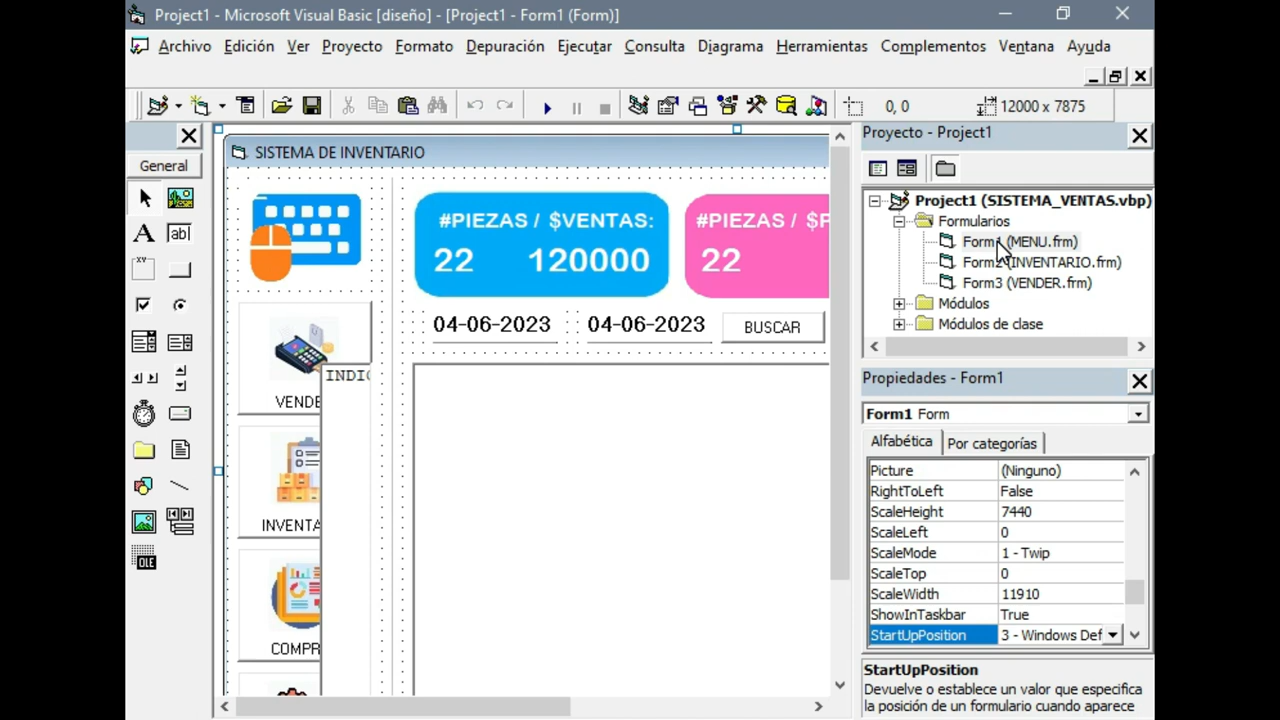 Project1 - Microsoft Visual Basic [diseño] - [Project1 - Form1 (Form)]
Archivo Edición Ver Proyecto Formato Depuración Ejecutar Consulta Diagrama Herramientas Complementos Ventana Ayuda
0, 0 12000 x 7875
General
A
ab
XY
OLE
SISTEMA DE INVENTARIO
#PIEZAS / $VENTAS:
22 120000
#PIEZAS / $P
22
04-06-2023 04-06-2023 BUSCAR
INDIC
VENDE
INVENTA
COMPR
Proyecto - Project1
Project1 (SISTEMA_VENTAS.vbp)
Formularios
Form1 (MENU.frm)
Form2 (INVENTARIO.frm)
Form3 (VENDER.frm)
Módulos
Módulos de clase
Propiedades - Form1
Form1 Form
Alfabética Por categorías
Picture (Ninguno)
RightToLeft False
ScaleHeight 7440
ScaleLeft 0
ScaleMode 1 - Twip
ScaleTop 0
ScaleWidth 11910
ShowInTaskbar True
StartUpPosition 3 - Windows Def
StartUpPosition
Devuelve o establece un valor que especifica
la posición de un formulario cuando aparece